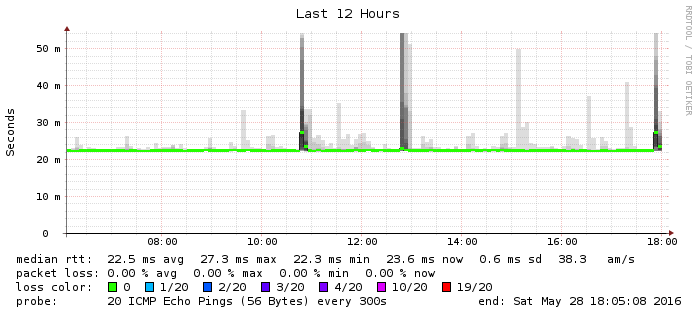 Last 12 Hours
RRDTOOL / TOBI OETIKER
Seconds
50 m
40 m
30 m
20 m
10 m
0
08:00 10:00 12:00 14:00 16:00 18:00
median rtt: 22.5 ms avg 27.3 ms max 22.3 ms min 23.6 ms now 0.6 ms sd 38.3 am/s
packet loss: 0.00 % avg 0.00 % max 0.00 % min 0.00 % now
loss color: 0 1/20 2/20 3/20 4/20 10/20 19/20
probe: 20 ICMP Echo Pings (56 Bytes) every 300s end: Sat May 28 18:05:08 2016